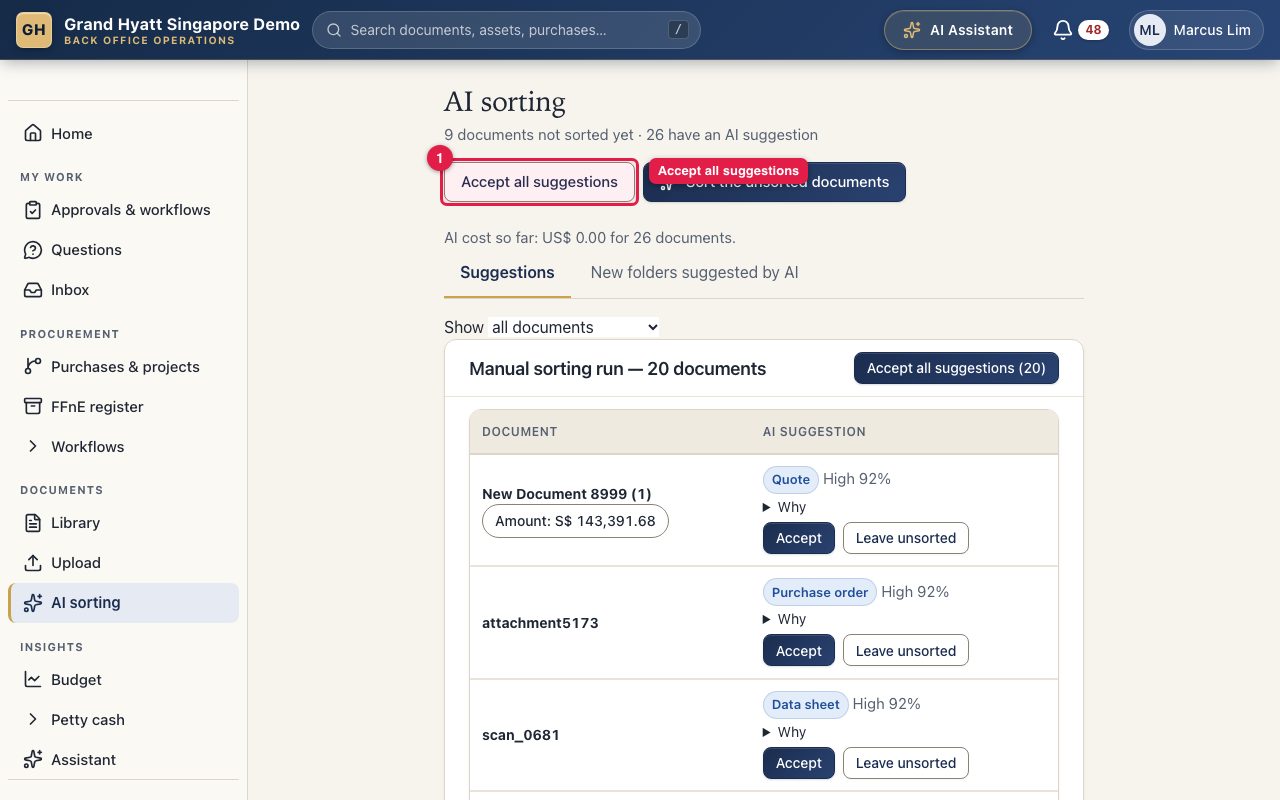 GH
Grand Hyatt Singapore Demo
BACK OFFICE OPERATIONS
Search documents, assets, purchases...
/
AI Assistant
48
ML
Marcus Lim
Home
MY WORK
Approvals & workflows
Questions
Inbox
PROCUREMENT
Purchases & projects
FFnE register
Workflows
DOCUMENTS
Library
Upload
AI sorting
INSIGHTS
Budget
Petty cash
Assistant
AI sorting
9 documents not sorted yet · 26 have an AI suggestion
1
Accept all suggestions
Accept all suggestions
Sort the unsorted documents
AI cost so far: US$ 0.00 for 26 documents.
Suggestions
New folders suggested by AI
Show all documents
Manual sorting run — 20 documents
Accept all suggestions (20)
DOCUMENT
AI SUGGESTION
New Document 8999 (1)
Amount: S$ 143,391.68
Quote High 92%
Why
Accept
Leave unsorted
attachment5173
Purchase order High 92%
Why
Accept
Leave unsorted
scan_0681
Data sheet High 92%
Why
Accept
Leave unsorted